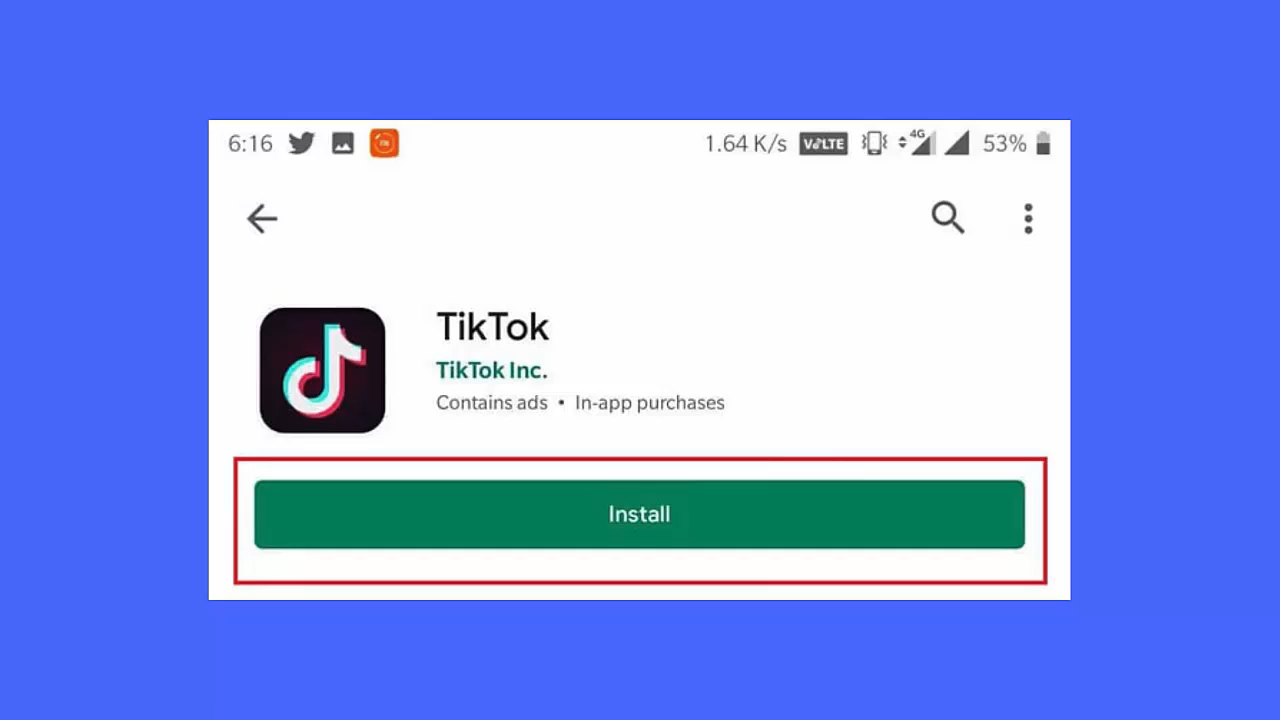 6:16 1.64 K/s VoLTE 4G 53%
TikTok
TikTok Inc.
Contains ads • In-app purchases
Install